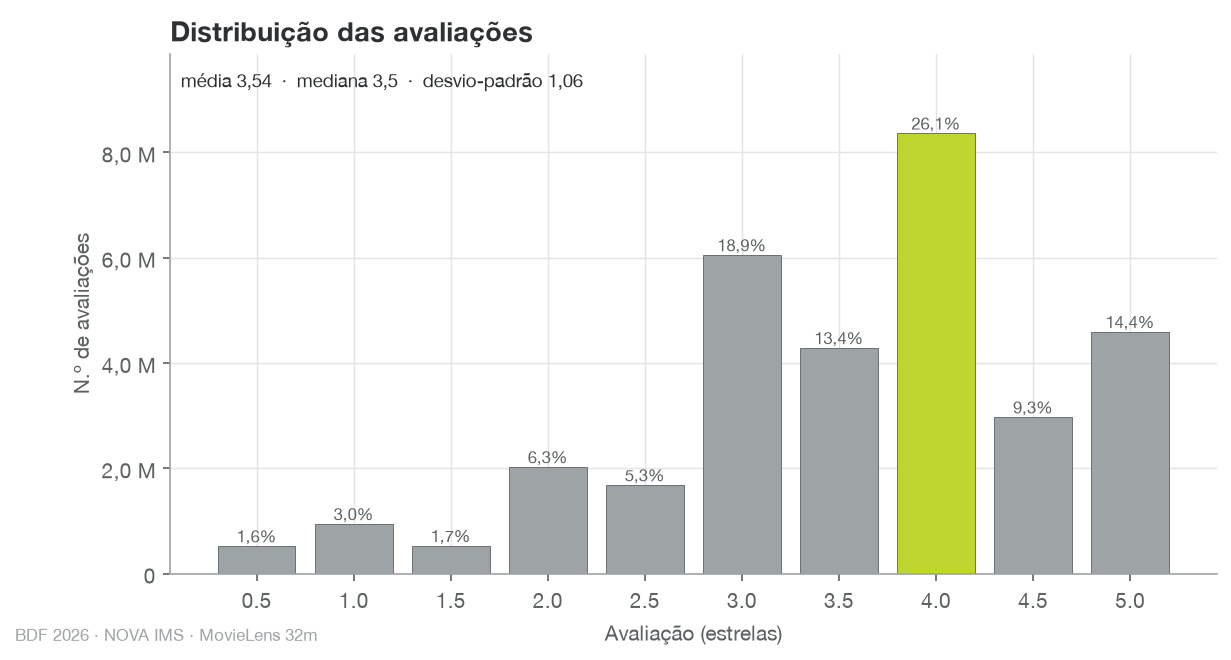 Distribuição das avaliações
média 3,54 · mediana 3,5 · desvio-padrão 1,06
N.º de avaliações
8,0 M
6,0 M
4,0 M
2,0 M
0
1,6%
3,0%
1,7%
6,3%
5,3%
18,9%
13,4%
26,1%
9,3%
14,4%
0.5 1.0 1.5 2.0 2.5 3.0 3.5 4.0 4.5 5.0
Avaliação (estrelas)
BDF 2026 · NOVA IMS · MovieLens 32m